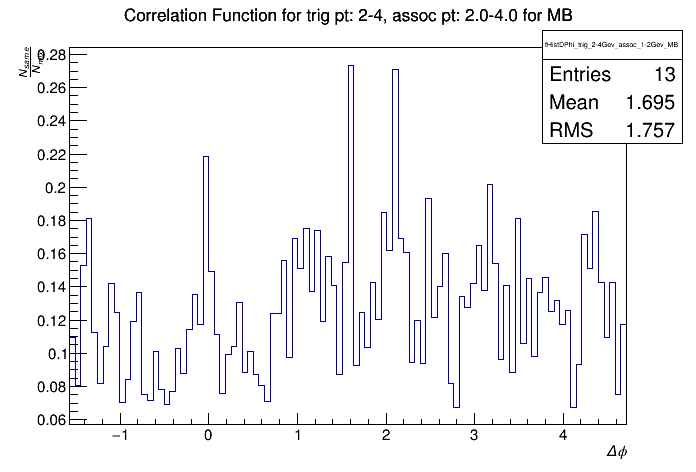 Correlation Function for trig pt: 2-4, assoc pt: 2.0-4.0 for MB
fHistDPhi_trig_2-4Gev_assoc_1-2Gev_MB
Entries 13
Mean 1.695
RMS 1.757
N_same
0.28
0.26
0.24
0.22
0.2
0.18
0.16
0.14
0.12
0.1
0.08
0.06
−1 0 1 2 3 4
Δϕ